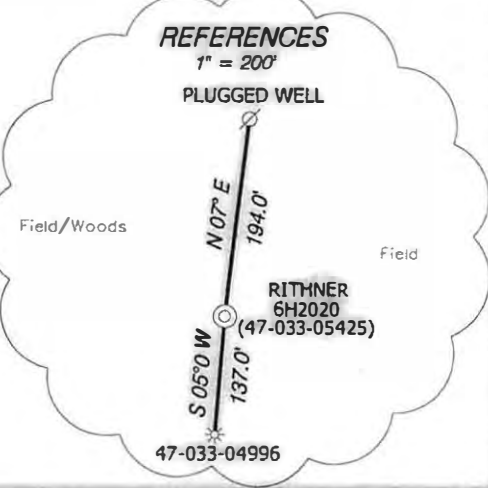 REFERENCES
1" = 200'
PLUGGED WELL
N 07° E
194.0'
Field/Woods
Field
RITHNER
6H2020
(47-033-05425)
S 05°0 W
137.0'
47-033-04996